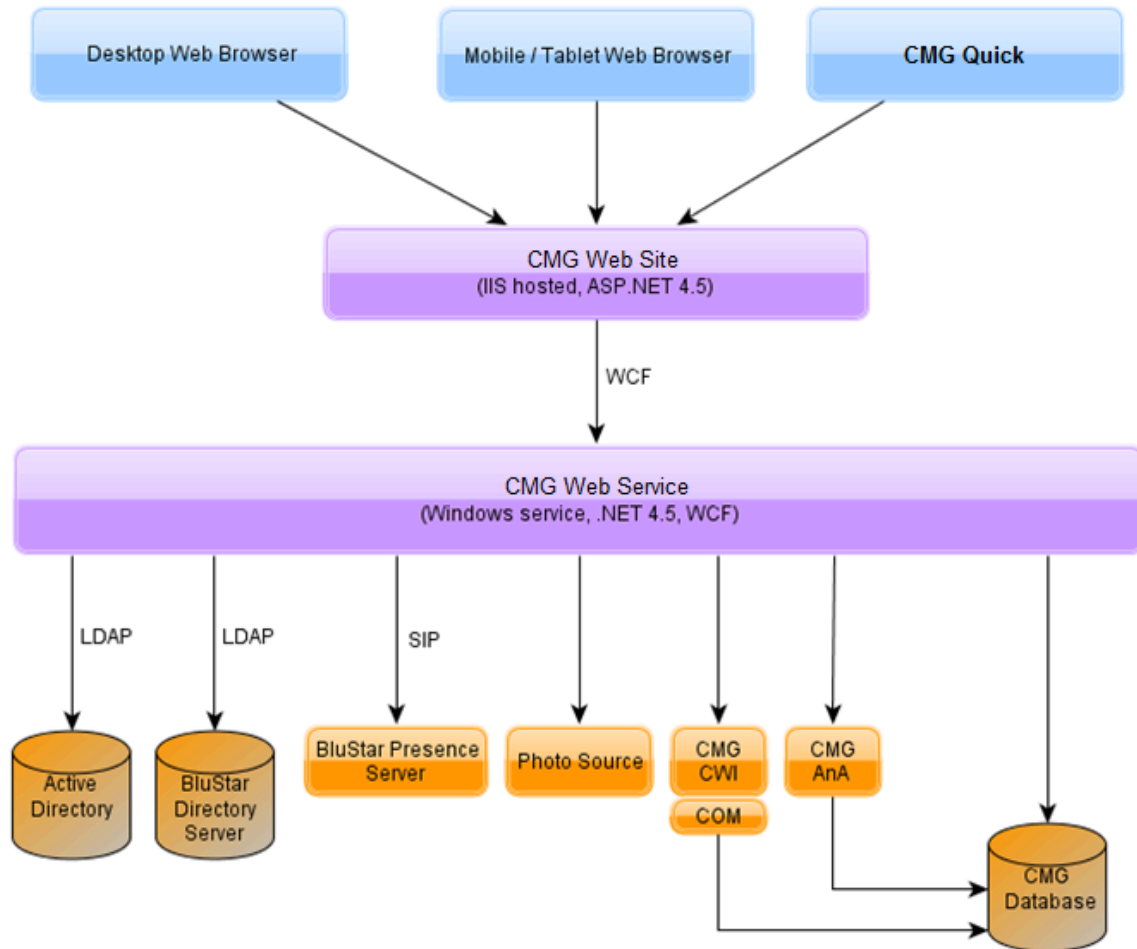 Desktop Web Browser
Mobile / Tablet Web Browser
CMG Quick
CMG Web Site
(IIS hosted, ASP.NET 4.5)
WCF
CMG Web Service
(Windows service, .NET 4.5, WCF)
LDAP
LDAP
SIP
Active
Directory
BluStar
Directory
Server
BluStar Presence
Server
Photo Source
CMG
CWI
COM
CMG
AnA
CMG
Database